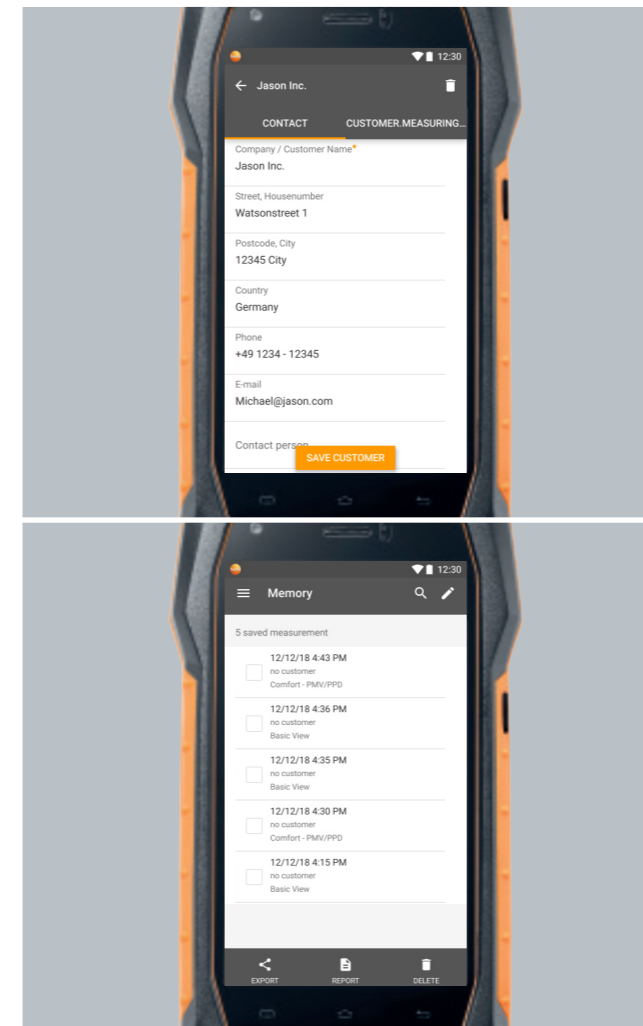 12:30
Jason Inc.
CONTACT CUSTOMER.MEASURING...
Company / Customer Name*
Jason Inc.
Street, Housenumber
Watsonstreet 1
Postcode, City
12345 City
Country
Germany
Phone
+49 1234 - 12345
E-mail
Michael@jason.com
Contact person
SAVE CUSTOMER
12:30
Memory
5 saved measurement
12/12/18 4:43 PM
no customer
Comfort - PMV/PPD
12/12/18 4:36 PM
no customer
Basic View
12/12/18 4:35 PM
no customer
Basic View
12/12/18 4:30 PM
no customer
Comfort - PMV/PPD
12/12/18 4:15 PM
no customer
Basic View
EXPORT REPORT DELETE